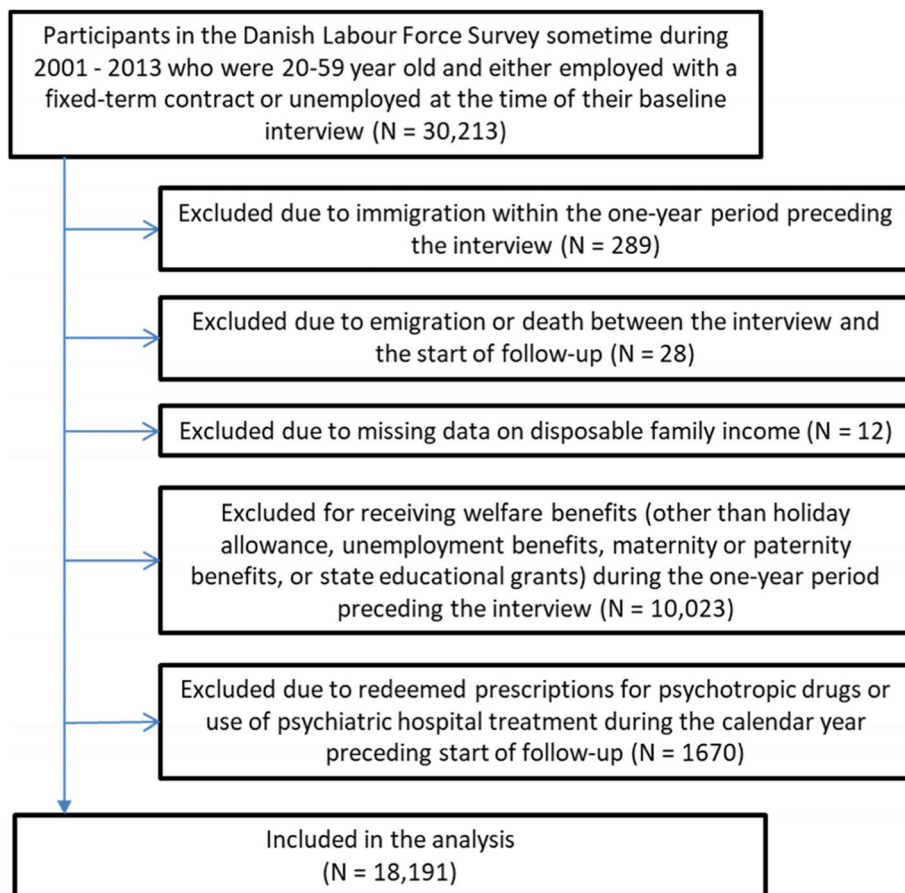 Participants in the Danish Labour Force Survey sometime during
2001 - 2013 who were 20-59 year old and either employed with a
fixed-term contract or unemployed at the time of their baseline
interview (N = 30,213)
Excluded due to immigration within the one-year period preceding
the interview (N = 289)
Excluded due to emigration or death between the interview and
the start of follow-up (N = 28)
Excluded due to missing data on disposable family income (N = 12)
Excluded for receiving welfare benefits (other than holiday
allowance, unemployment benefits, maternity or paternity
benefits, or state educational grants) during the one-year period
preceding the interview (N = 10,023)
Excluded due to redeemed prescriptions for psychotropic drugs or
use of psychiatric hospital treatment during the calendar year
preceding start of follow-up (N = 1670)
Included in the analysis
(N = 18,191)